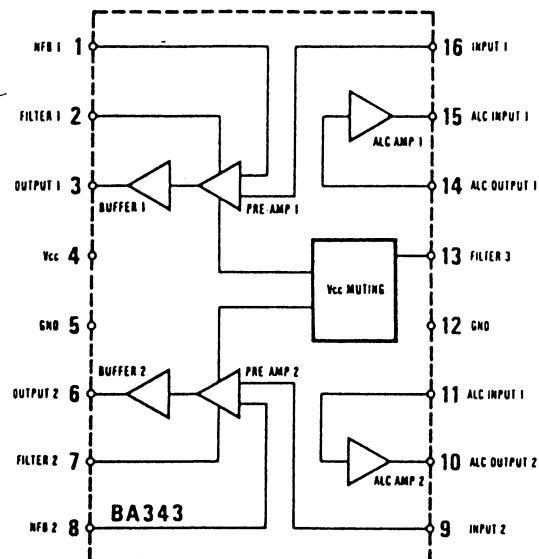 NFB 1 1
16 INPUT 1
FILTER 1 2
15 ALC INPUT 1
ALC AMP 1
OUTPUT 1 3
14 ALC OUTPUT 1
BUFFER 1
PRE-AMP 1
Vcc 4
13 FILTER 3
Vcc MUTING
GND 5
12 GND
BUFFER 2
PRE AMP 2
OUTPUT 2 6
11 ALC INPUT 1
FILTER 2 7
10 ALC OUTPUT 2
ALC AMP 2
BA343
NFB 2 8
9 INPUT 2